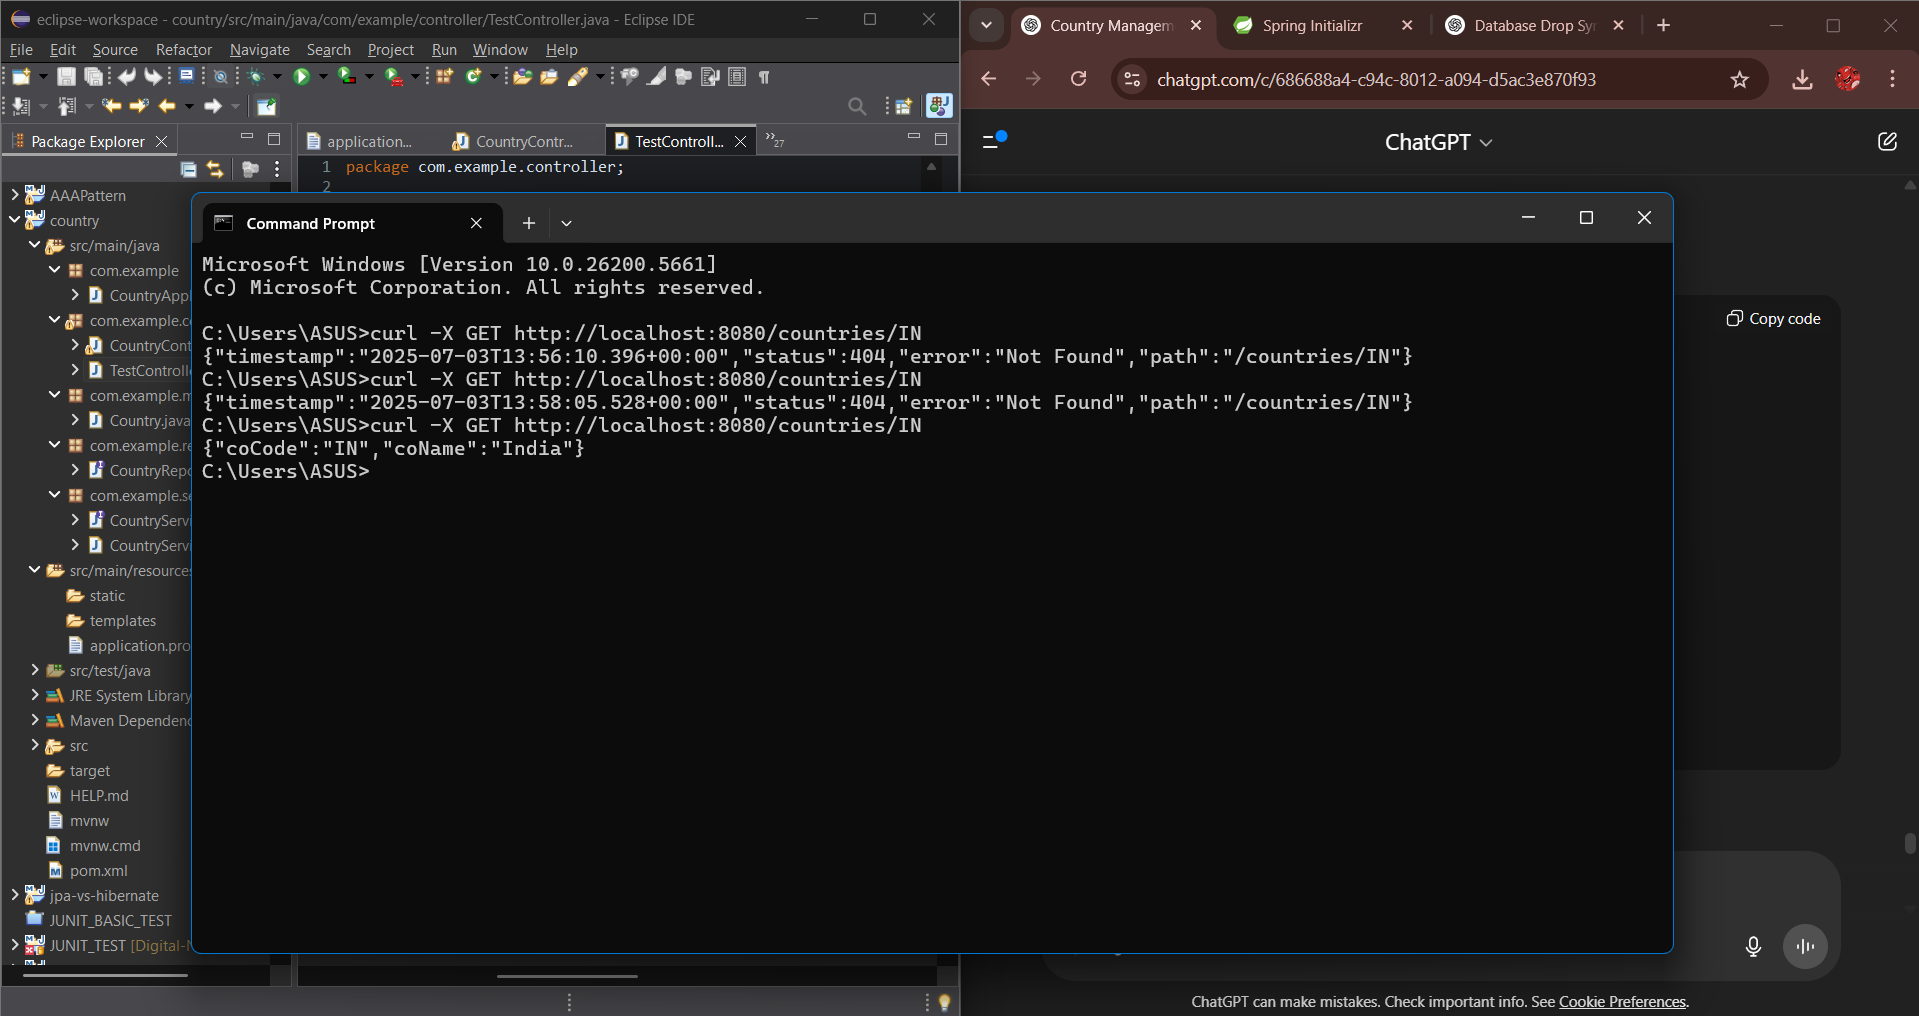 eclipse-workspace - country/src/main/java/com/example/controller/TestController.java - Eclipse IDE
File Edit Source Refactor Navigate Search Project Run Window Help
Package Explorer
application...
CountryContr...
TestControll...
»27
1 package com.example.controller;
2
AAAPattern
country
src/main/java
com.example
CountryAppl
com.example.co
CountryCont
TestControlle
com.example.m
Country.java
com.example.re
CountryRepo
com.example.se
CountryServi
CountryServi
src/main/resources
static
templates
application.pro
src/test/java
JRE System Library
Maven Dependenc
src
target
HELP.md
mvnw
mvnw.cmd
pom.xml
jpa-vs-hibernate
JUNIT_BASIC_TEST
JUNIT_TEST [Digital-N
Command Prompt
Microsoft Windows [Version 10.0.26200.5661]
(c) Microsoft Corporation. All rights reserved.
C:\Users\ASUS>curl -X GET http://localhost:8080/countries/IN
{"timestamp":"2025-07-03T13:56:10.396+00:00","status":404,"error":"Not Found","path":"/countries/IN"}
C:\Users\ASUS>curl -X GET http://localhost:8080/countries/IN
{"timestamp":"2025-07-03T13:58:05.528+00:00","status":404,"error":"Not Found","path":"/countries/IN"}
C:\Users\ASUS>curl -X GET http://localhost:8080/countries/IN
{"coCode":"IN","coName":"India"}
C:\Users\ASUS>
Country Managem
Spring Initializr
Database Drop Syn
chatgpt.com/c/686688a4-c94c-8012-a094-d5ac3e870f93
ChatGPT
Copy code
ChatGPT can make mistakes. Check important info. See Cookie Preferences.